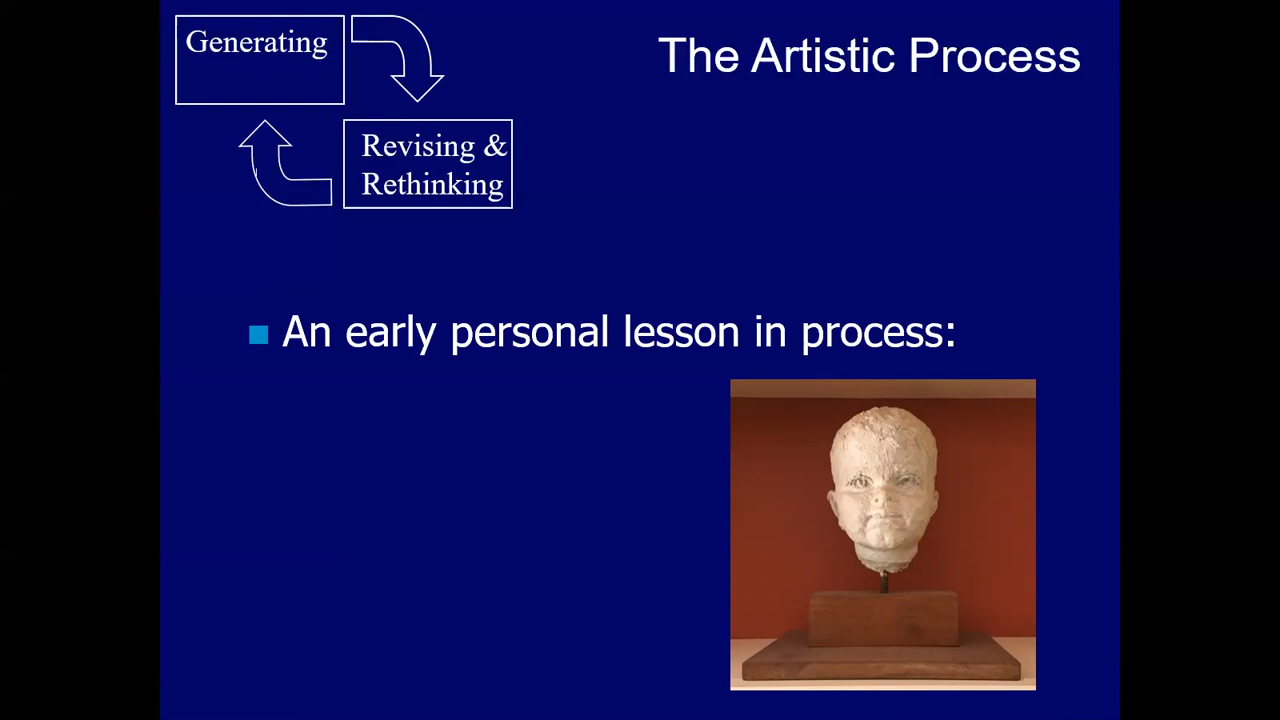 Generating
The Artistic Process
Revising &
Rethinking
An early personal lesson in process: